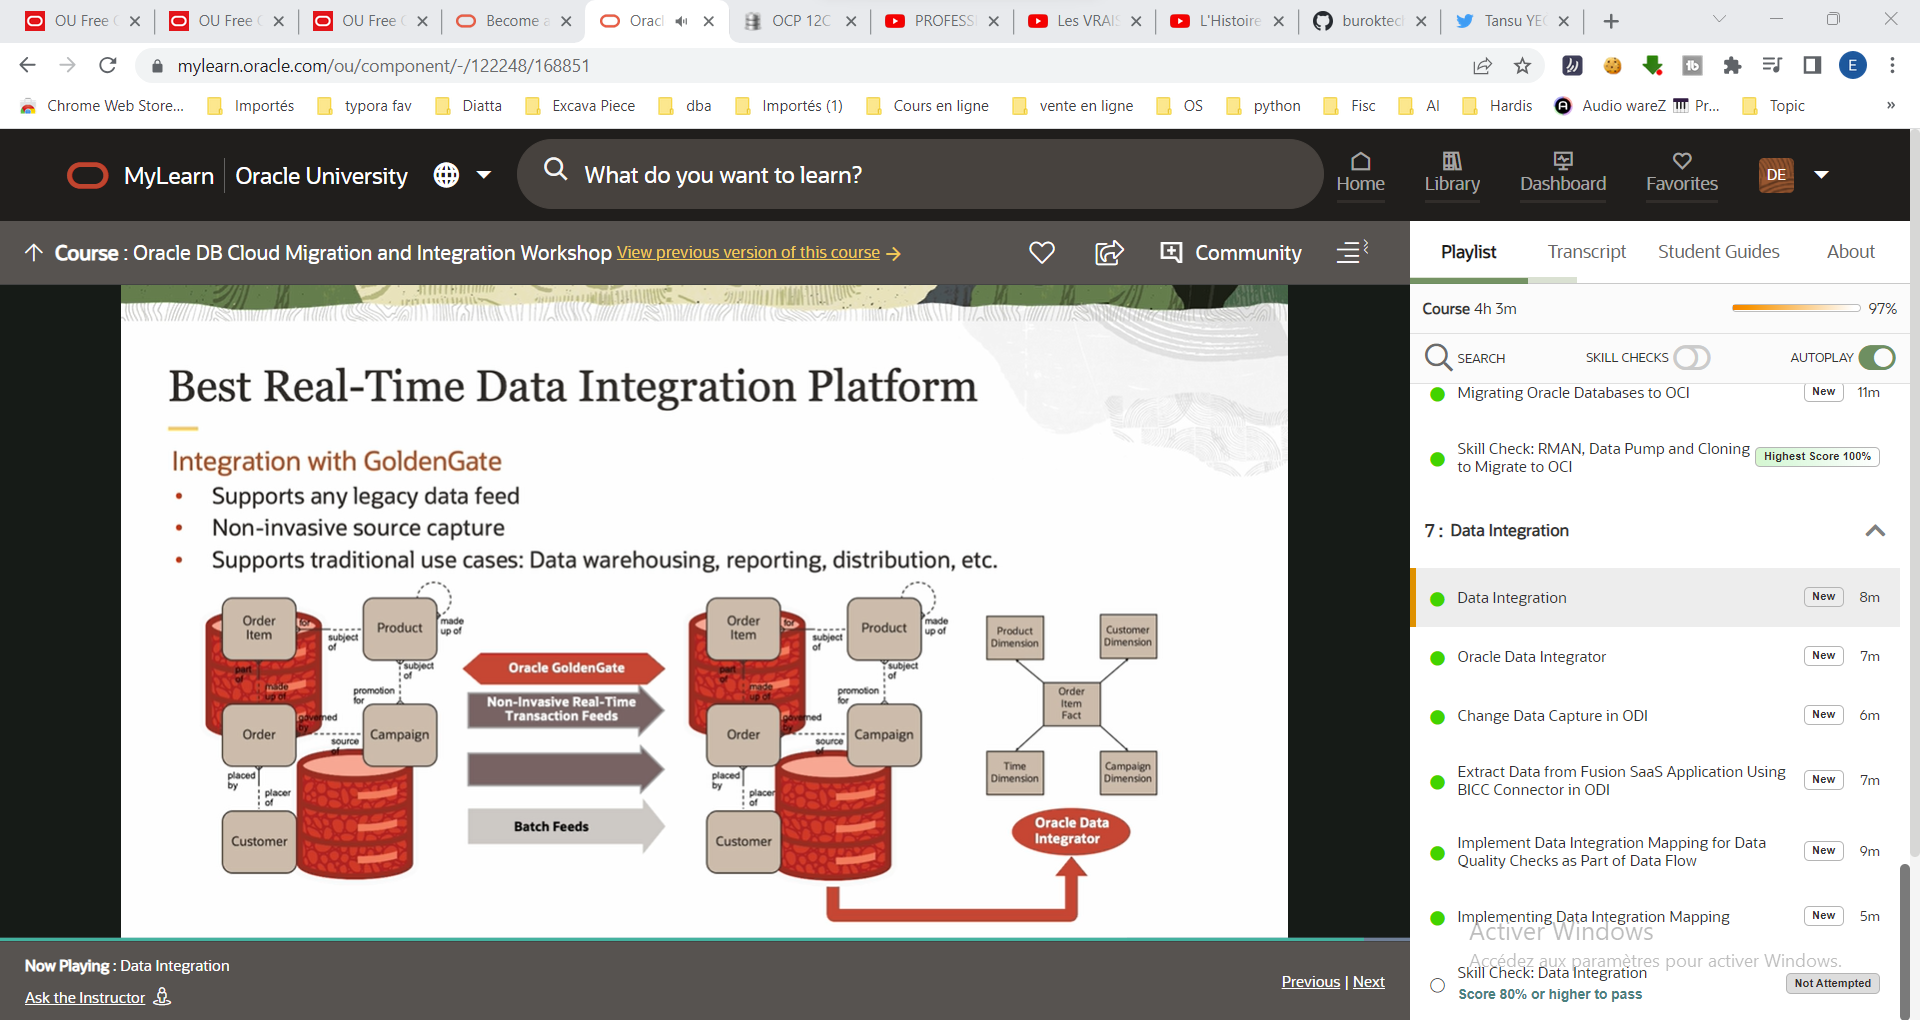 OU Free
OU Free
OU Free
Become a
Oracl
OCP 12C
PROFESS
Les VRAI
L'Histoire
buroktec
Tansu YE
mylearn.oracle.com/ou/component/-/122248/168851
E
Chrome Web Store...
Importés
typora fav
Diatta
Excava Piece
dba
Importés (1)
Cours en ligne
vente en ligne
OS
python
Fisc
AI
Hardis
Audio wareZ
Pr...
Topic
»
MyLearn
Oracle University
What do you want to learn?
Home
Library
Dashboard
Favorites
DE
Course : Oracle DB Cloud Migration and Integration Workshop View previous version of this course
Community
Best Real-Time Data Integration Platform
Integration with GoldenGate
• Supports any legacy data feed
• Non-invasive source capture
• Supports traditional use cases: Data warehousing, reporting, distribution, etc.
Order
Item
for
subject
of
Product
made
up of
part
of
made
up of
subject
of
promotion
for
Order
governed
by
source
of
Campaign
placed
by
placer
of
Customer
Oracle GoldenGate
Non-Invasive Real-Time
Transaction Feeds
Batch Feeds
Order
Item
for
subject
of
Product
made
up of
part
of
made
up of
subject
of
promotion
for
Order
governed
by
source
of
Campaign
placed
by
placer
of
Customer
Product
Dimension
Customer
Dimension
Order
Item
Fact
Time
Dimension
Campaign
Dimension
Oracle Data
Integrator
Now Playing : Data Integration
Ask the Instructor
Previous | Next
Playlist
Transcript
Student Guides
About
Course 4h 3m
97%
SEARCH
SKILL CHECKS
AUTOPLAY
Migrating Oracle Databases to OCI
New
11m
Skill Check: RMAN, Data Pump and Cloning
to Migrate to OCI
Highest Score 100%
7 : Data Integration
Data Integration
New
8m
Oracle Data Integrator
New
7m
Change Data Capture in ODI
New
6m
Extract Data from Fusion SaaS Application Using
BICC Connector in ODI
New
7m
Implement Data Integration Mapping for Data
Quality Checks as Part of Data Flow
New
9m
Implementing Data Integration Mapping
New
5m
Activer Windows
Accédez aux paramètres pour activer Windows.
Skill Check: Data Integration
Score 80% or higher to pass
Not Attempted